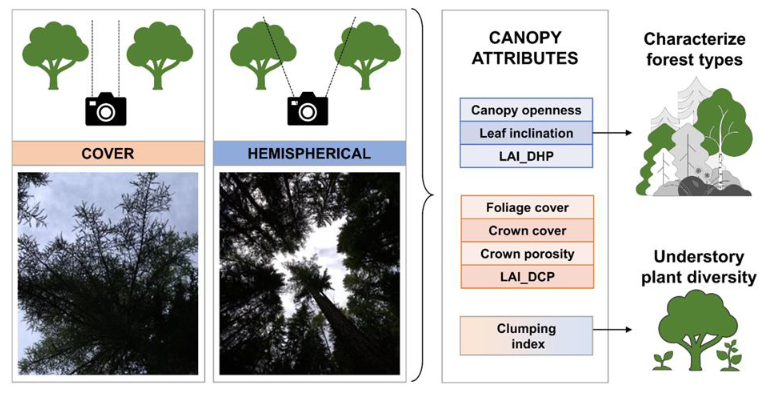 COVER
HEMISPHERICAL
CANOPY
ATTRIBUTES
Canopy openness
Leaf inclination
LAI_DHP
Foliage cover
Crown cover
Crown porosity
LAI_DCP
Clumping
index
Characterize
forest types
Understory
plant diversity